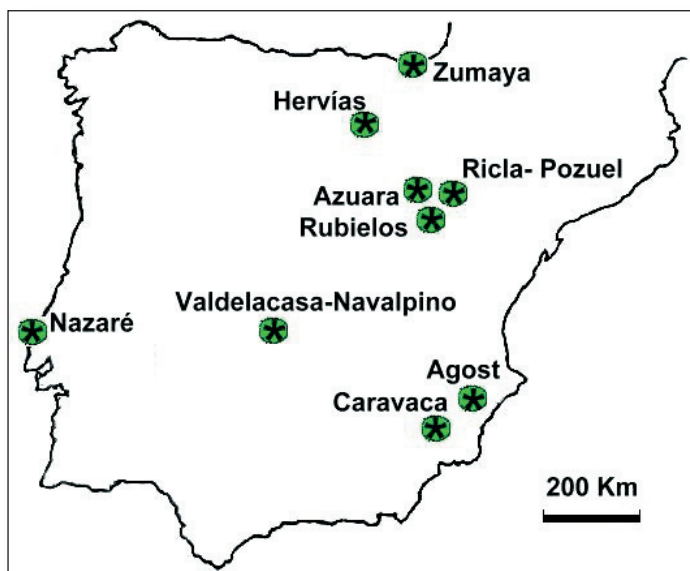 Zumaya
Hervías
Ricla- Pozuel
Azuara
Rubielos
Valdelacasa-Navalpino
Nazaré
Agost
Caravaca
200 Km